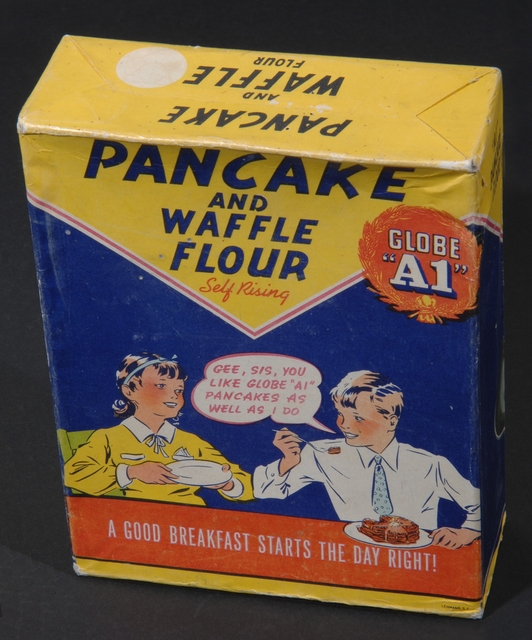 PANCAKE
AND
WAFFLE
FLOUR
PANCAKE
AND
WAFFLE
FLOUR
Self Rising
GLOBE
"A1"
GEE, SIS, YOU
LIKE GLOBE "A1"
PANCAKES AS
WELL AS I DO
A GOOD BREAKFAST STARTS THE DAY RIGHT!